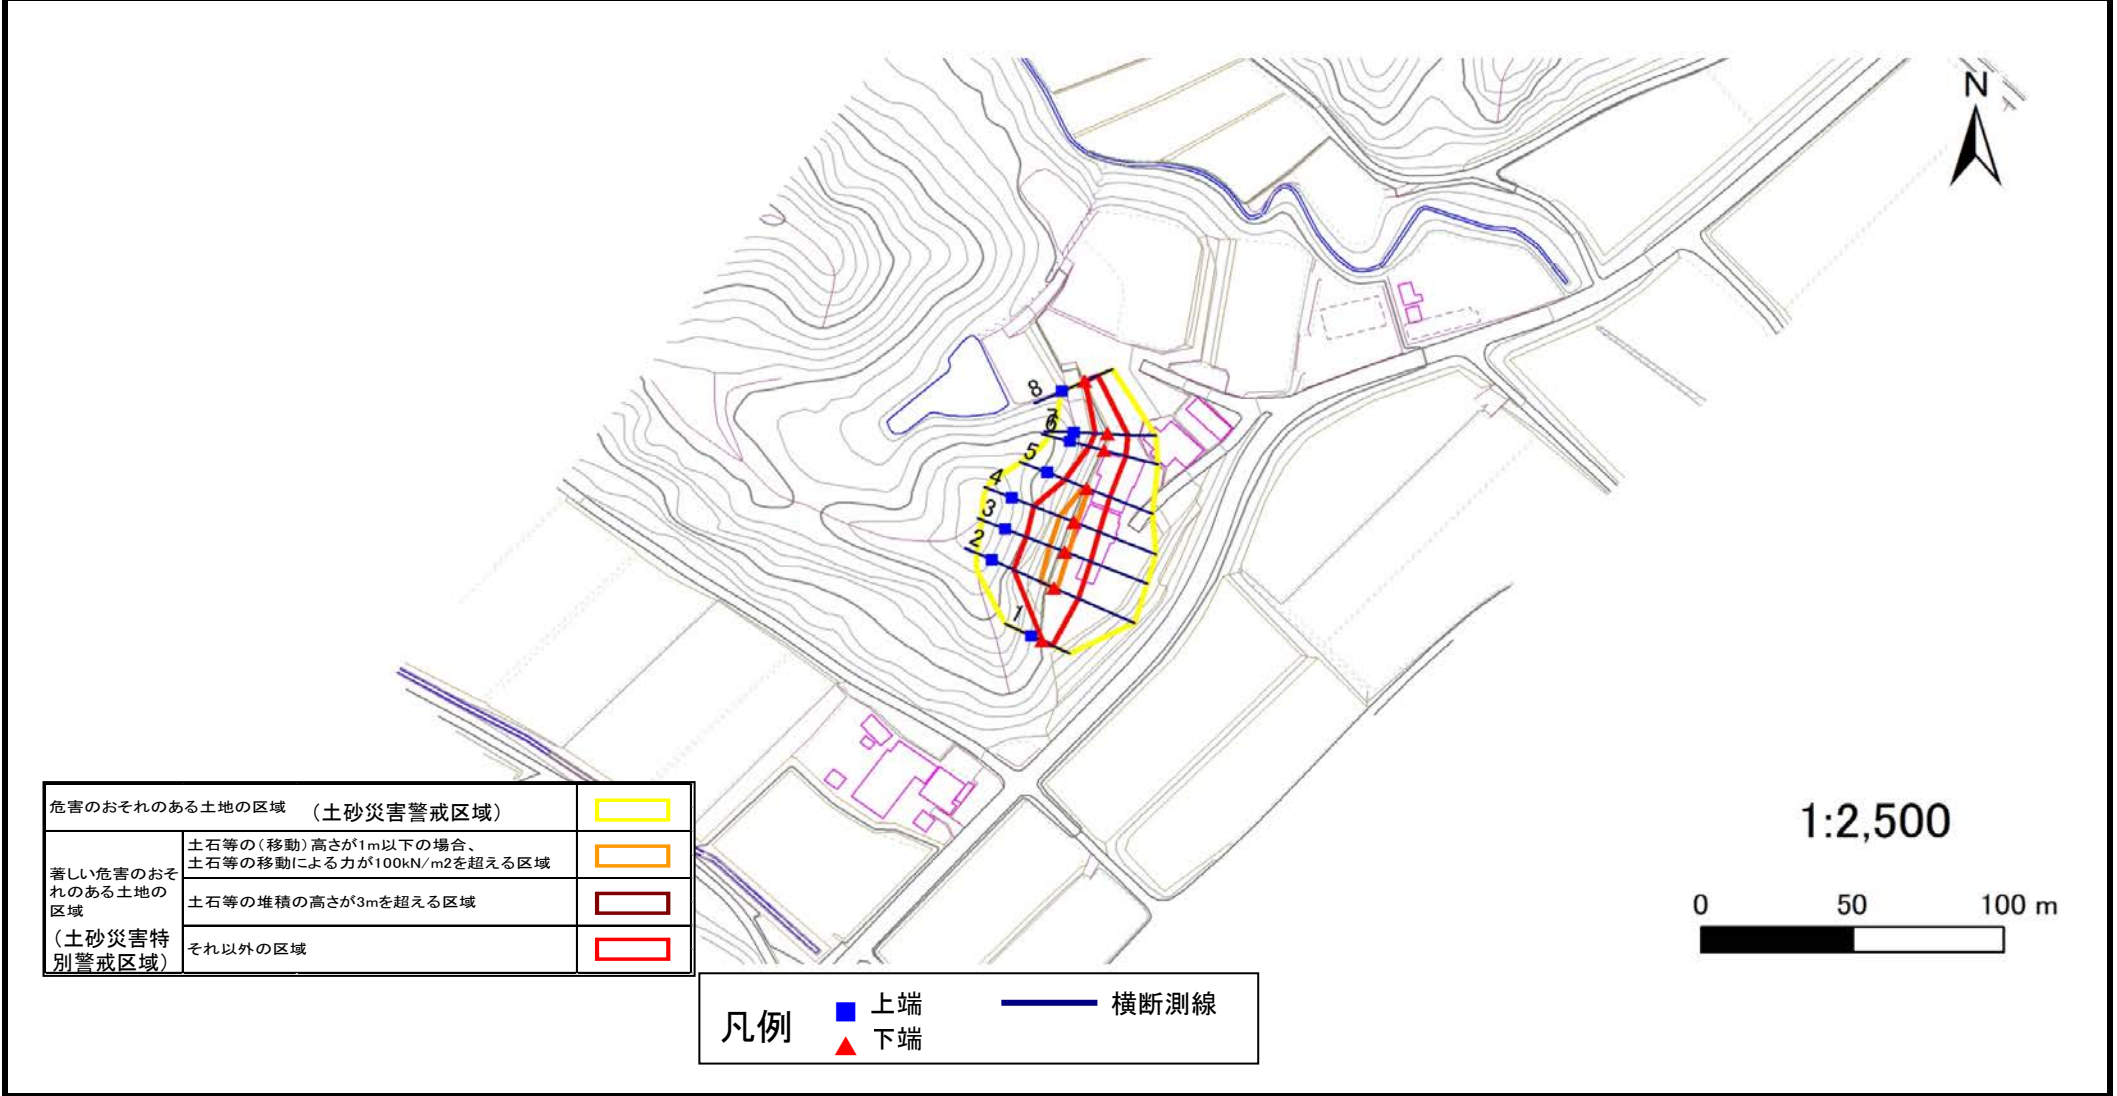 N
8
7
6
5
4
3
2
1
1:2,500
0 50 100 m
危害のおそれのある土地の区域 （土砂災害警戒区域）
著しい危害のおそ
れのある土地の
区域
（土砂災害特
別警戒区域）
土石等の（移動）高さが1m以下の場合、
土石等の移動による力が100kN/m2を超える区域
土石等の堆積の高さが3mを超える区域
それ以外の区域
凡例
上端
下端
横断測線